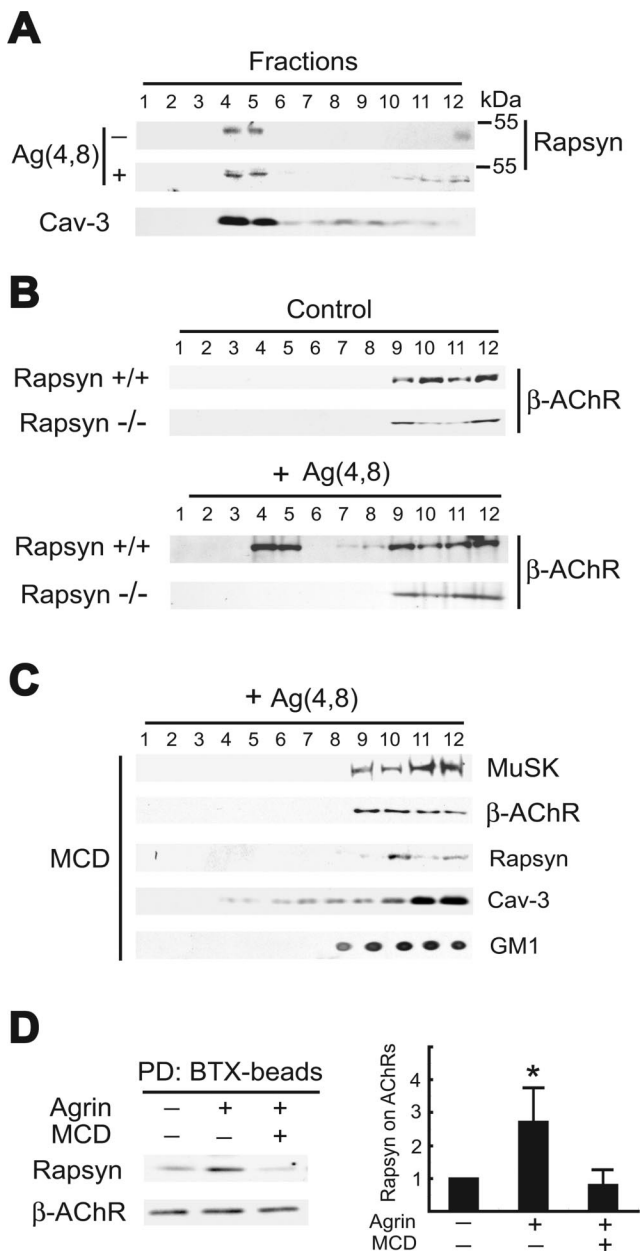 A
Fractions
1 2 3 4 5 6 7 8 9 10 11 12 kDa
Ag(4,8) – 55 Rapsyn
+ 55
Cav-3
B
Control
1 2 3 4 5 6 7 8 9 10 11 12
Rapsyn +/+
β-AChR
Rapsyn -/-
+ Ag(4,8)
1 2 3 4 5 6 7 8 9 10 11 12
Rapsyn +/+
β-AChR
Rapsyn -/-
C
+ Ag(4,8)
1 2 3 4 5 6 7 8 9 10 11 12
MuSK
β-AChR
MCD Rapsyn
Cav-3
GM1
D
PD: BTX-beads
Agrin – + +
MCD – – +
Rapsyn
β-AChR
Rapsyn on AChRs
4
3
2
1
*
Agrin – + +
MCD – – +